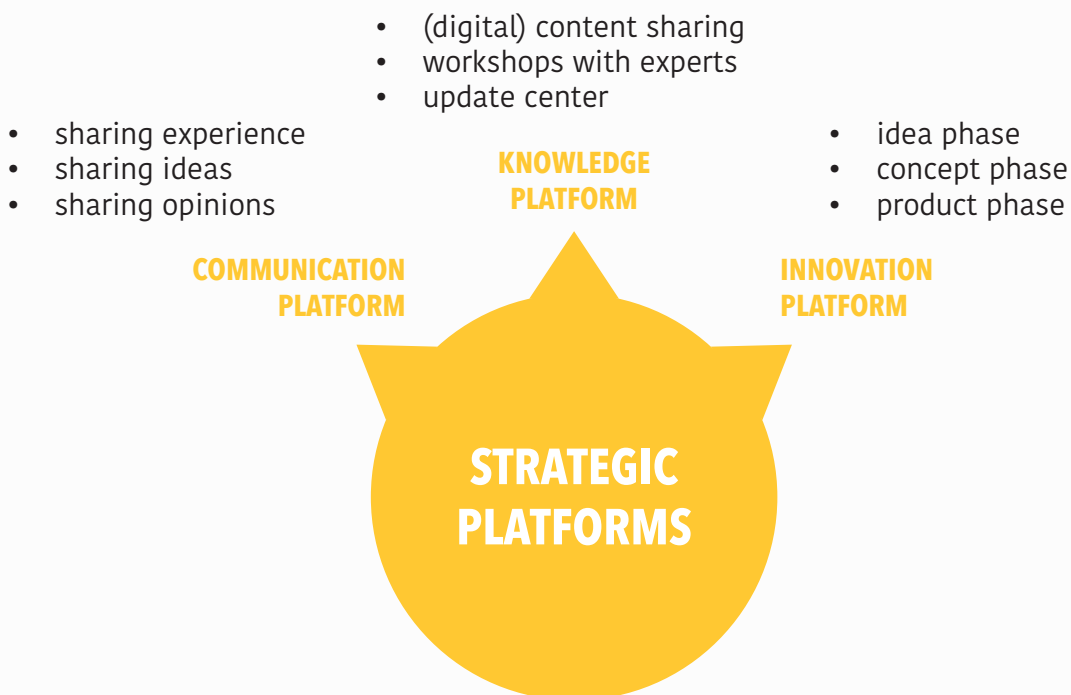 • (digital) content sharing
• workshops with experts
• update center
• sharing experience
• sharing ideas
• sharing opinions
• idea phase
• concept phase
• product phase
KNOWLEDGE
PLATFORM
COMMUNICATION
PLATFORM
INNOVATION
PLATFORM
STRATEGIC
PLATFORMS